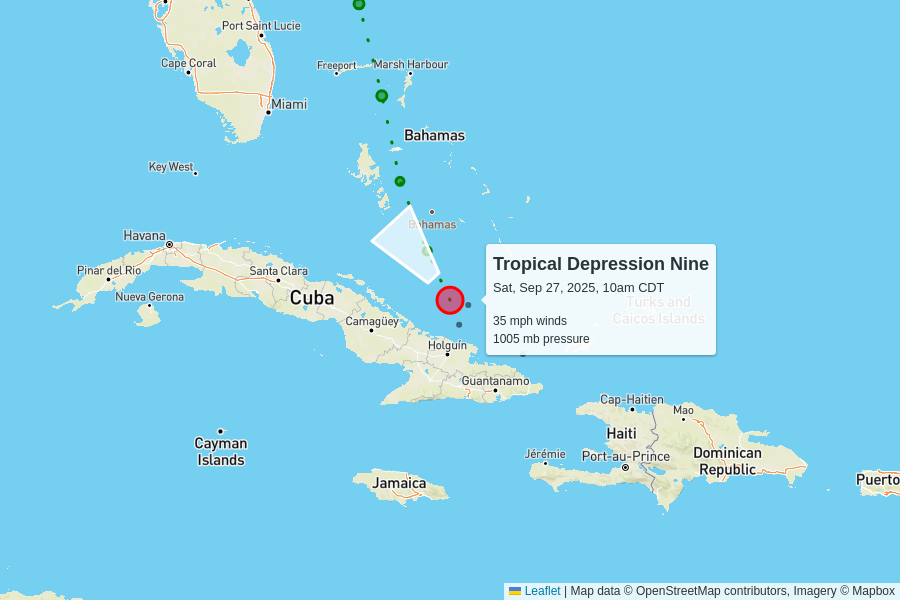 Port Saint Lucie
Cape Coral
Freeport
Marsh Harbour
Miami
Bahamas
Key West
Bahamas
Havana
Tropical Depression Nine
Sat, Sep 27, 2025, 10am CDT
35 mph winds
1005 mb pressure
Turks and
Caicos Islands
Pinar del Rio
Santa Clara
Nueva Gerona
Cuba
Camagüey
Holguín
Guantanamo
Cap-Haitien
Mao
Haiti
Cayman
Islands
Jérémie
Port-au-Prince
Dominican
Republic
Jamaica
Puerto
Leaflet | Map data © OpenStreetMap contributors, Imagery © Mapbox